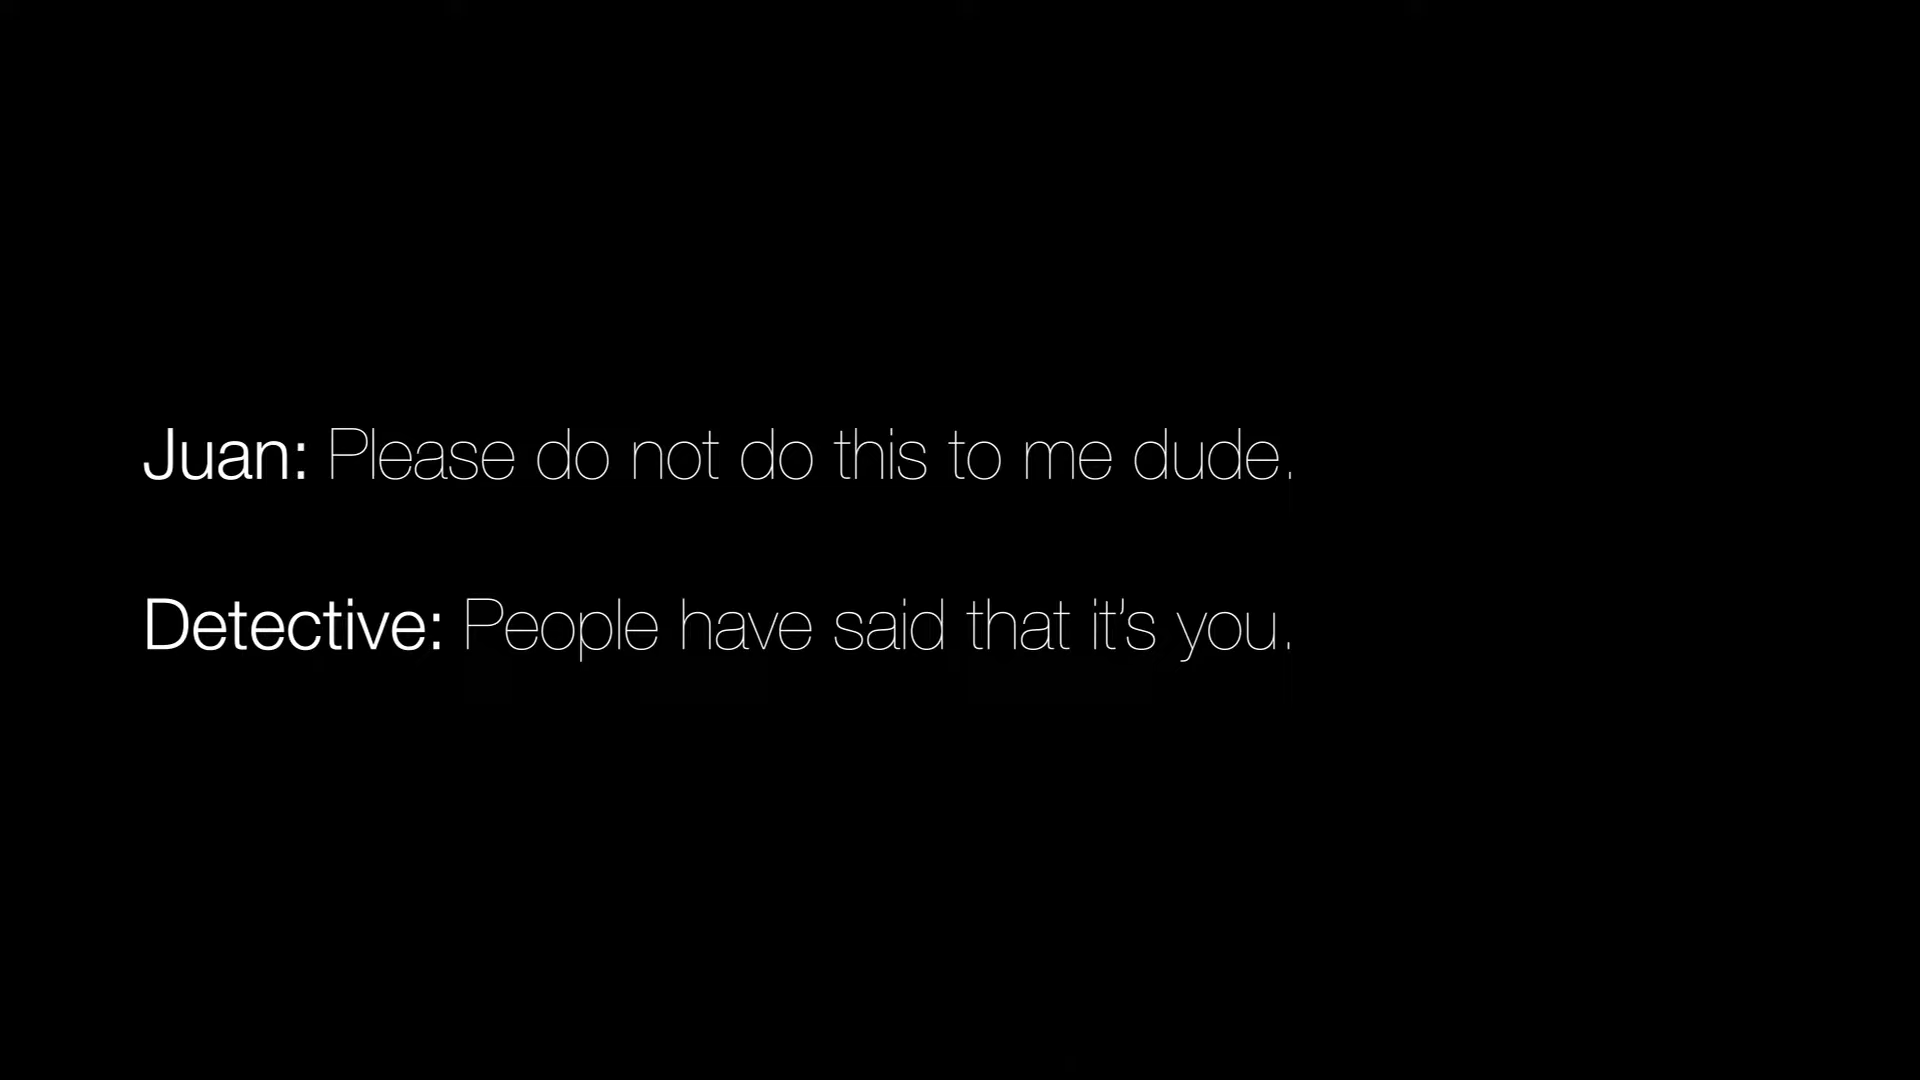 Juan: Please do not do this to me dude.
Detective: People have said that it's you.